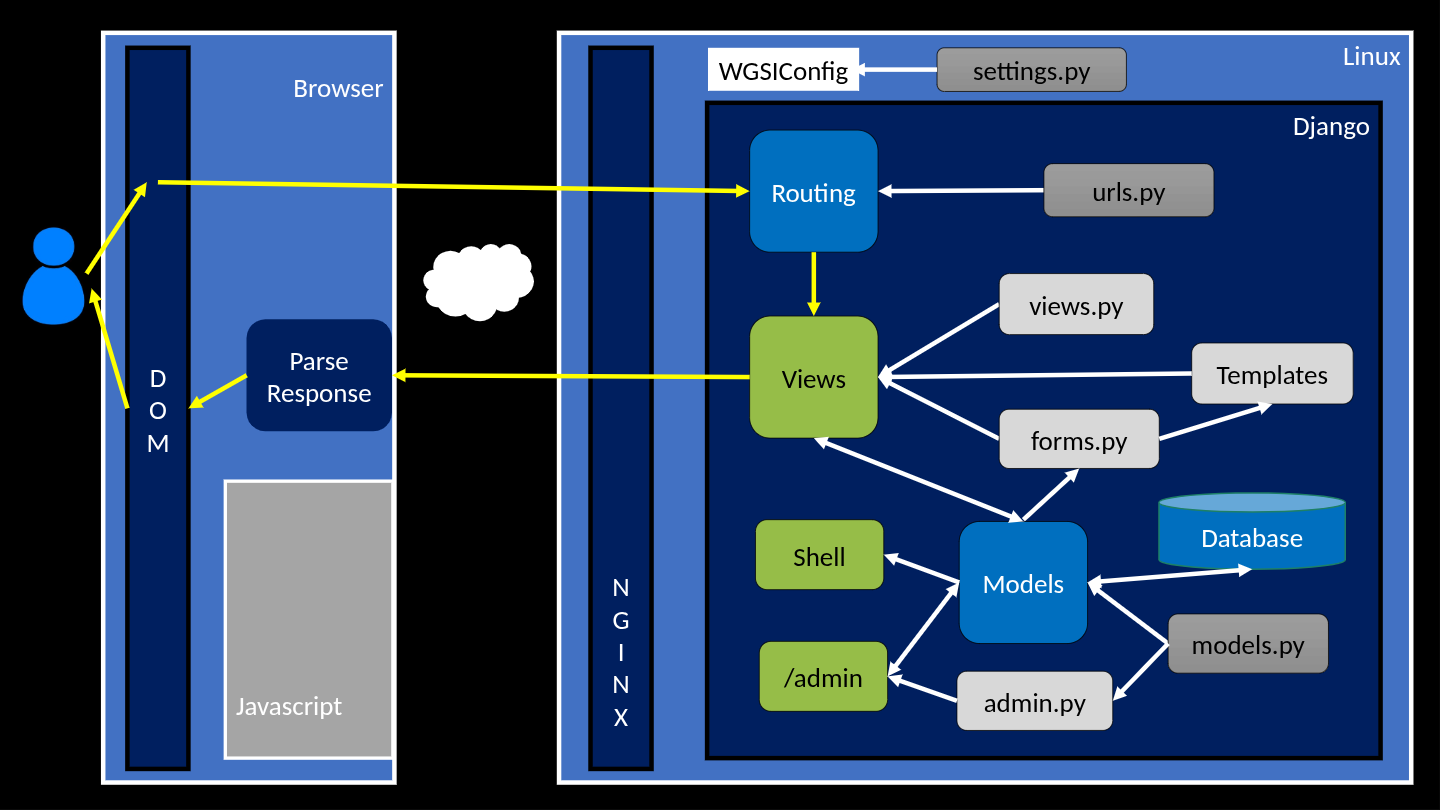 Browser
D
O
M
Parse
Response
Javascript
Linux
N
G
I
N
X
WGSIConfig
settings.py
Django
Routing
urls.py
views.py
Views
Templates
forms.py
Shell
Models
Database
/admin
admin.py
models.py